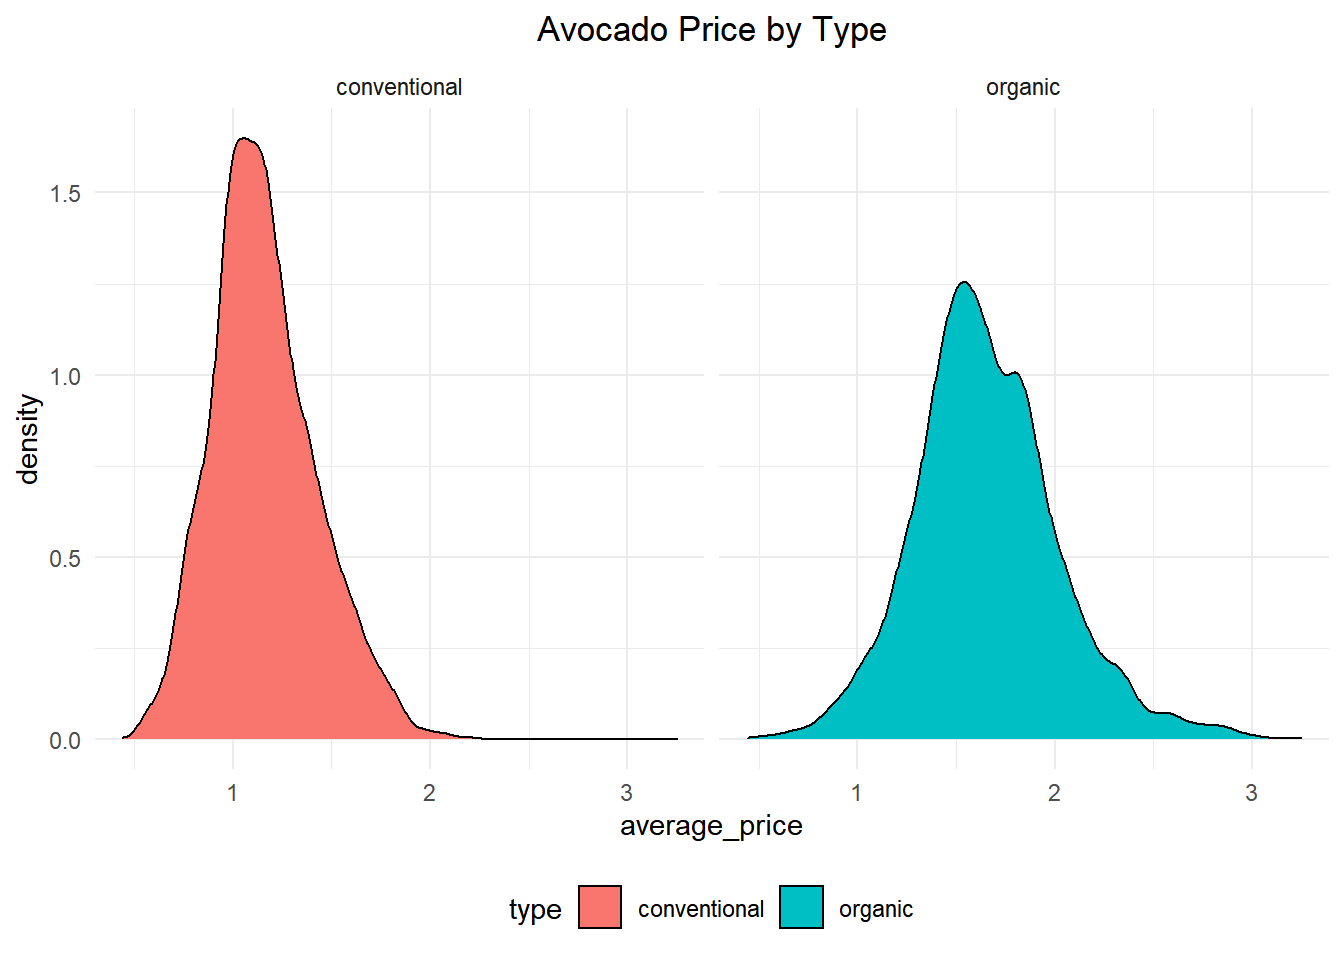 Avocado Price by Type
conventional organic
1.5
1.0
0.5
0.0
density
1 2 3 1 2 3
average_price
type conventional organic